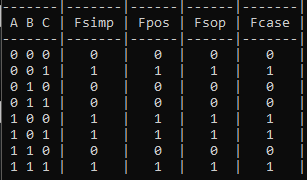 -------|-------|-------|-------|-------|
A B C | Fsimp | Fpos | Fsop | Fcase |
-------|-------|-------|-------|-------|
0 0 0 | 0 | 0 | 0 | 0 |
0 0 1 | 1 | 1 | 1 | 1 |
0 1 0 | 0 | 0 | 0 | 0 |
0 1 1 | 0 | 0 | 0 | 0 |
1 0 0 | 1 | 1 | 1 | 1 |
1 0 1 | 1 | 1 | 1 | 1 |
1 1 0 | 0 | 0 | 0 | 0 |
1 1 1 | 1 | 1 | 1 | 1 |